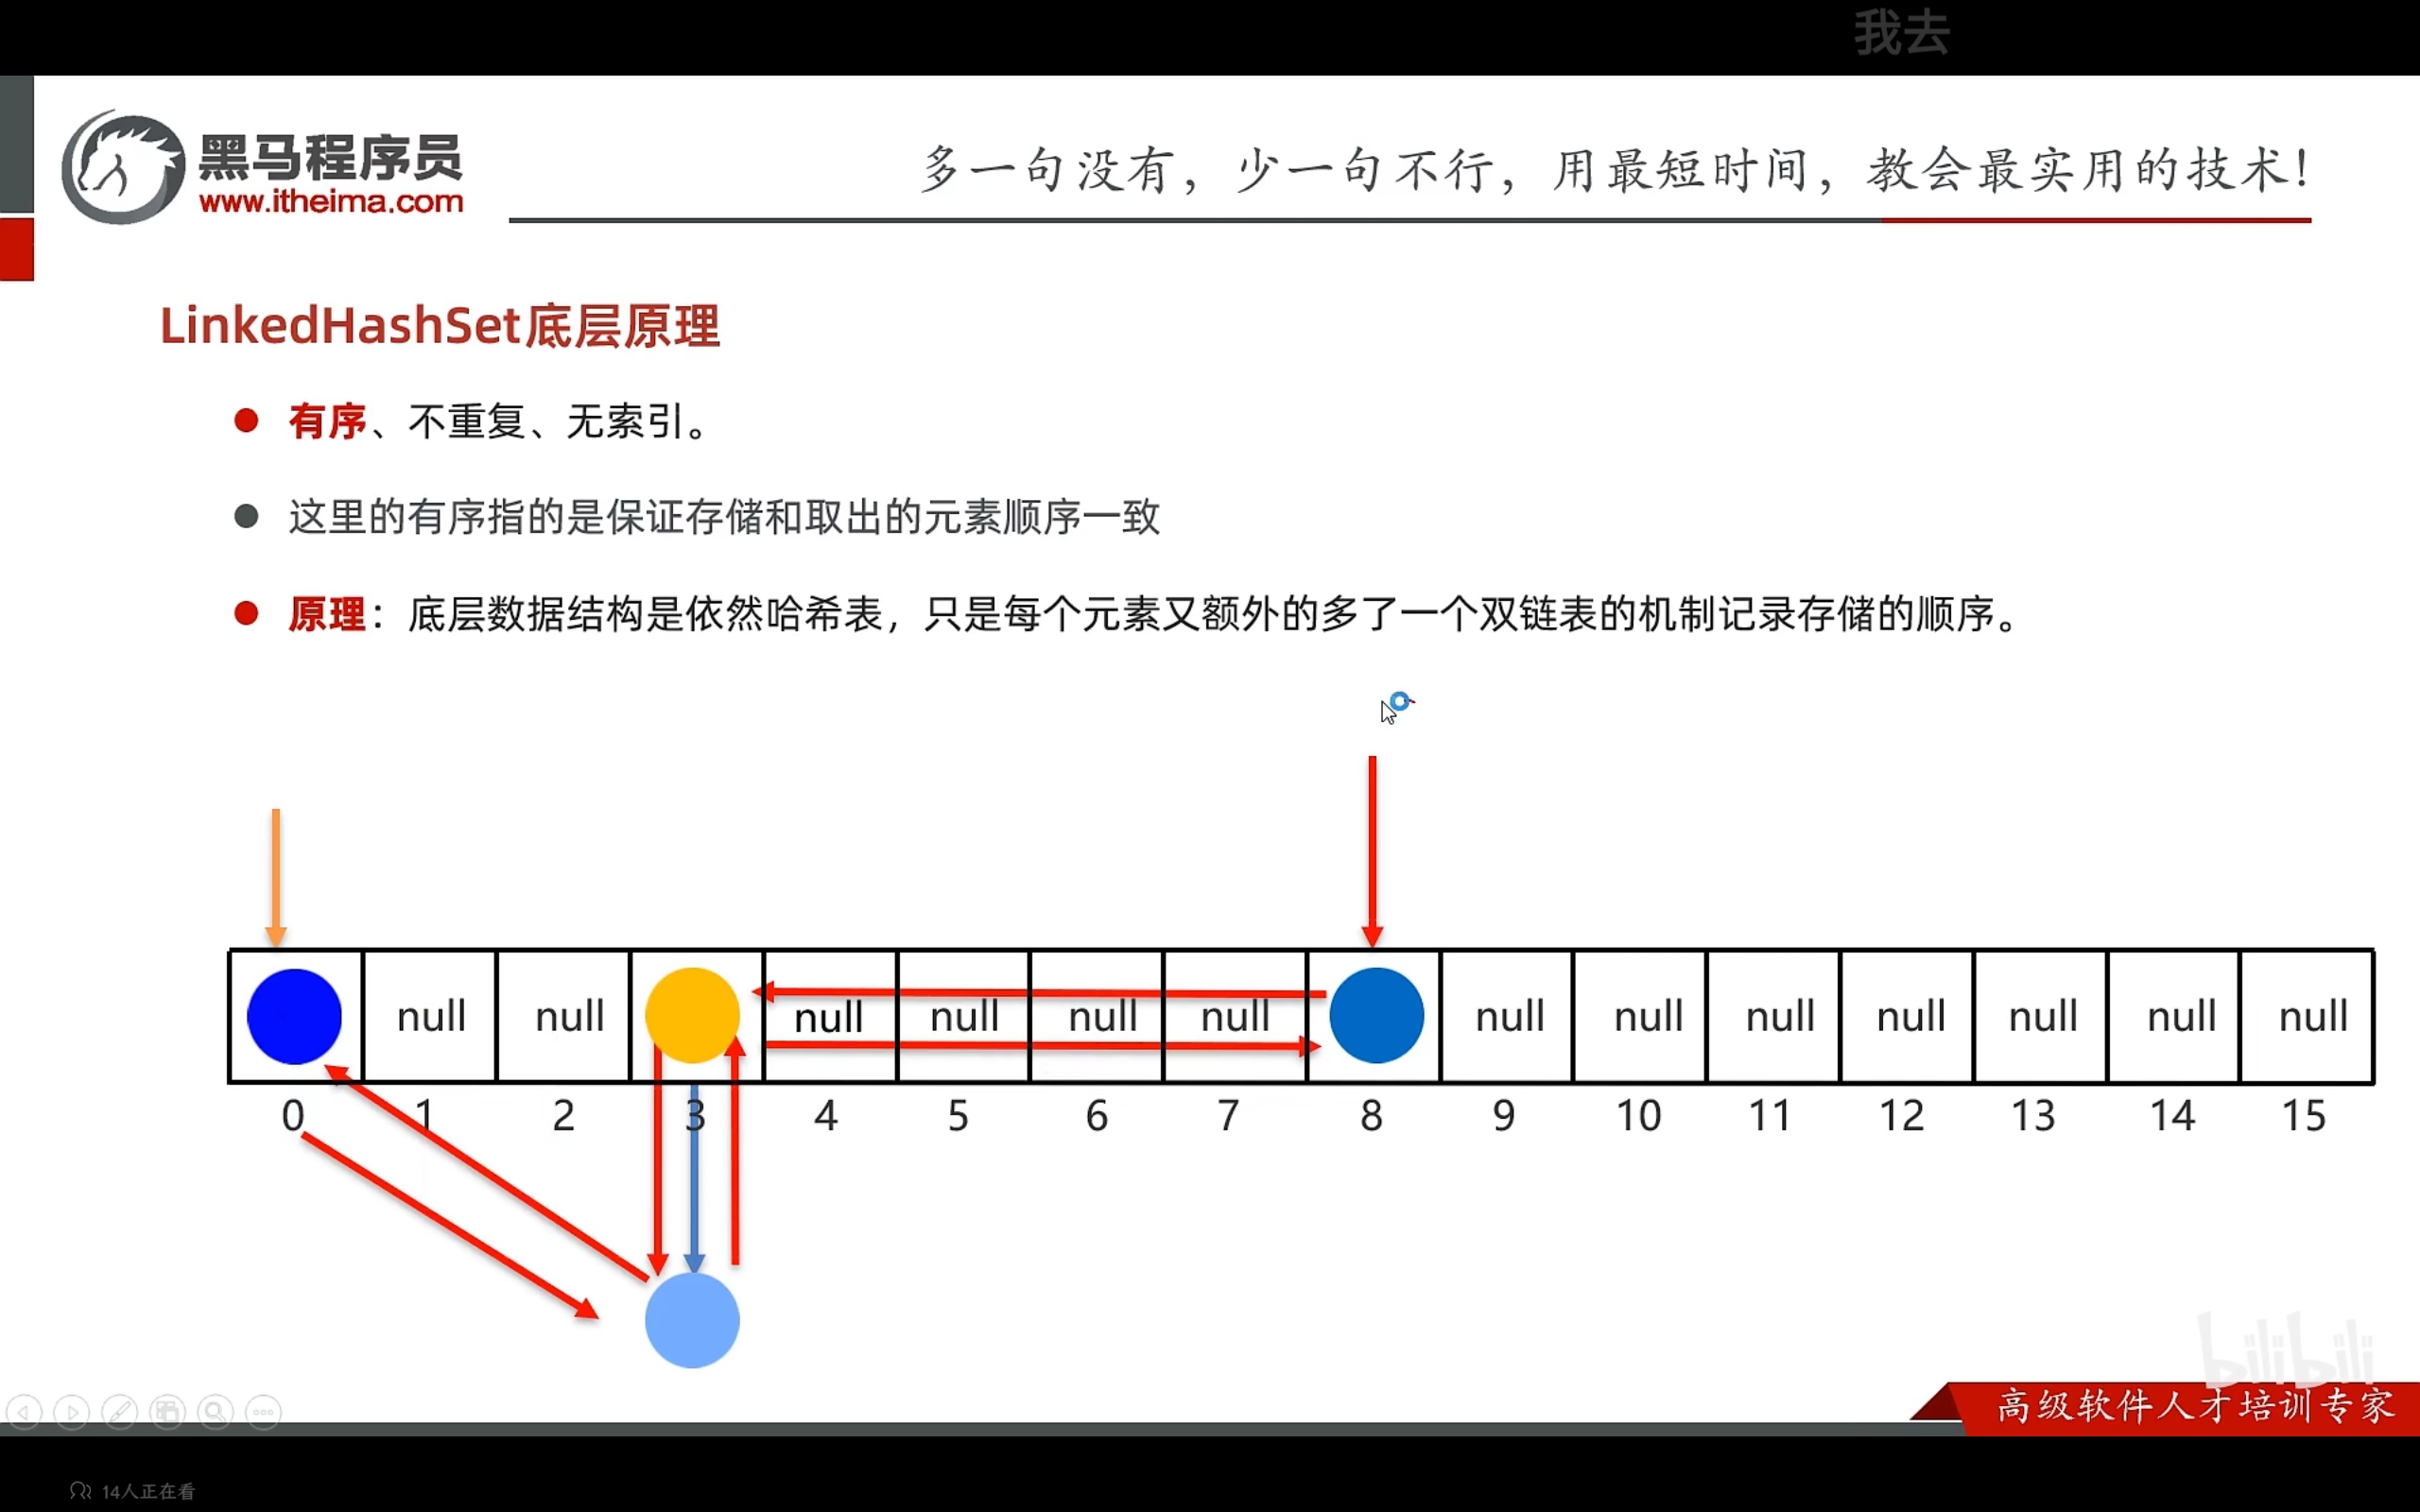 我去
黑马程序员
www.itheima.com
多一句没有，少一句不行，用最短时间，教会最实用的技术！
LinkedHashSet底层原理
有序、不重复、无索引。
这里的有序指的是保证存储和取出的元素顺序一致
原理：底层数据结构是依然哈希表，只是每个元素又额外的多了一个双链表的机制记录存储的顺序。
null null null null null null null null null null null null null
0 1 2 3 4 5 6 7 8 9 10 11 12 13 14 15
bilibili
高级软件人才培训专家
14人正在看